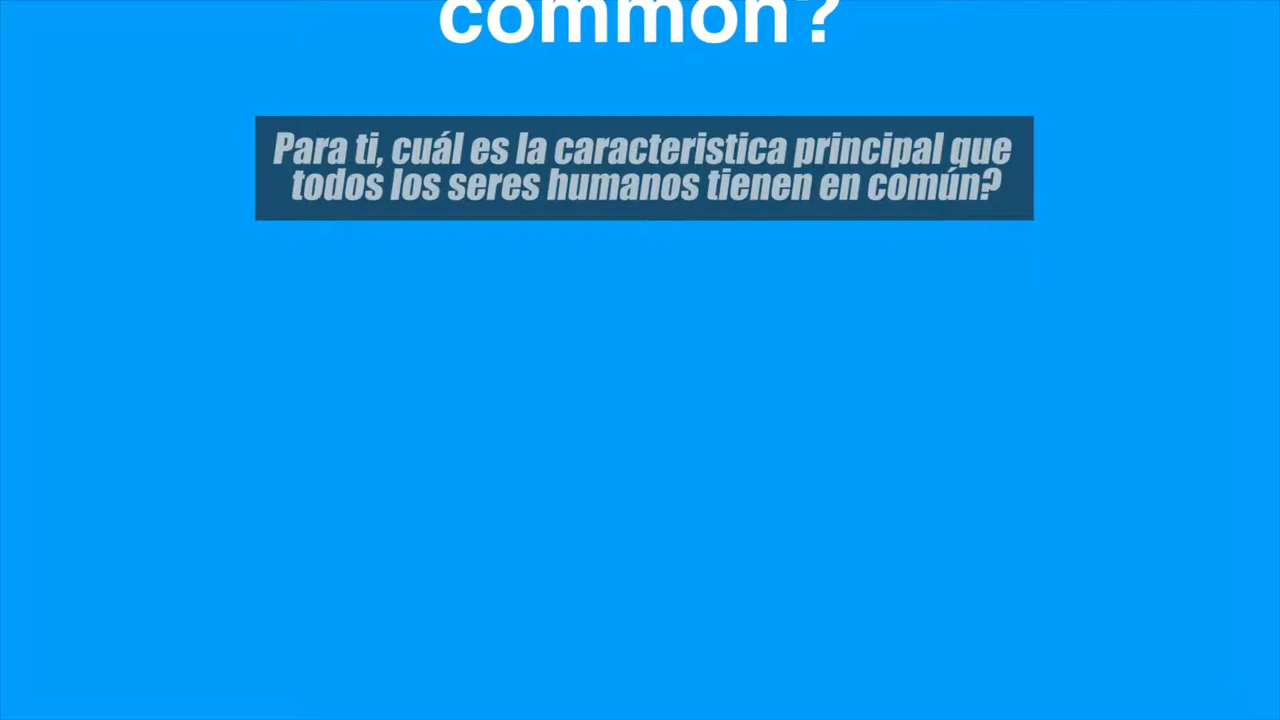 common?
Para ti, cuál es la caracteristica principal que
todos los seres humanos tienen en común?